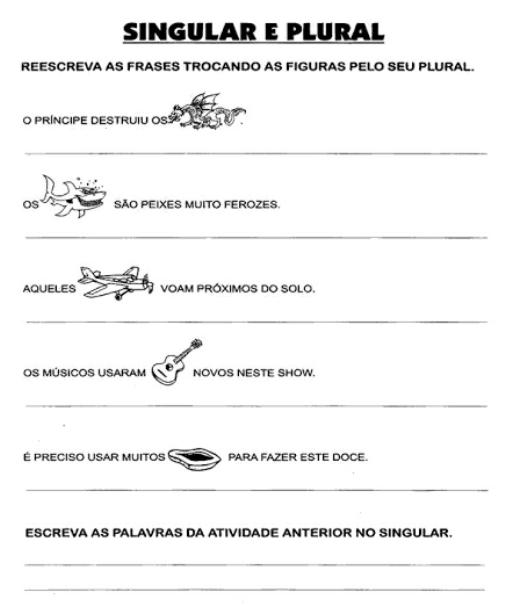 SINGULAR E PLURAL
REESCREVA AS FRASES TROCANDO AS FIGURAS PELO SEU PLURAL.
O PRÍNCIPE DESTRUIU OS .
OS SÃO PEIXES MUITO FEROZES.
AQUELES VOAM PRÓXIMOS DO SOLO.
OS MÚSICOS USARAM NOVOS NESTE SHOW.
É PRECISO USAR MUITOS PARA FAZER ESTE DOCE.
ESCREVA AS PALAVRAS DA ATIVIDADE ANTERIOR NO SINGULAR.